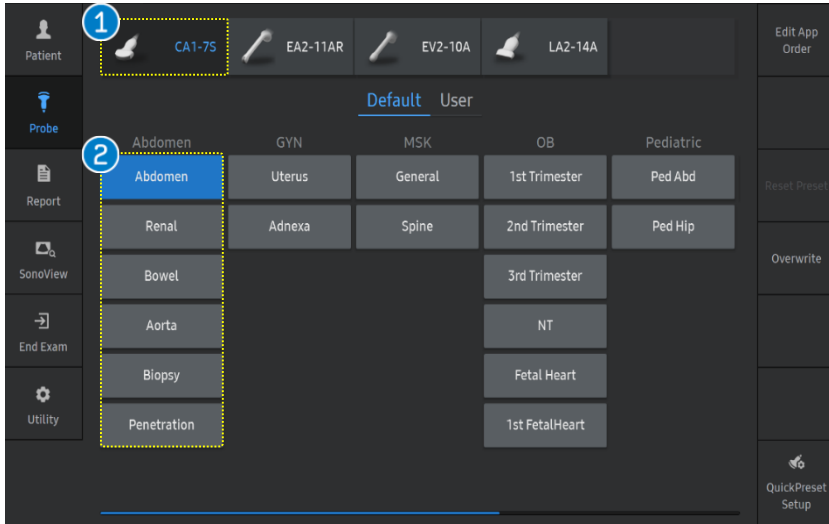 1
Patient
CA1-7S
EA2-11AR
EV2-10A
LA2-14A
Edit App
Order
Probe
Default User
2
Abdomen GYN MSK OB Pediatric
Abdomen Uterus General 1st Trimester Ped Abd
Report
Reset Preset
Renal Adnexa Spine 2nd Trimester Ped Hip
SonoView
Bowel 3rd Trimester
Overwrite
End Exam
Aorta NT
Biopsy Fetal Heart
Utility
Penetration 1st FetalHeart
QuickPreset
Setup